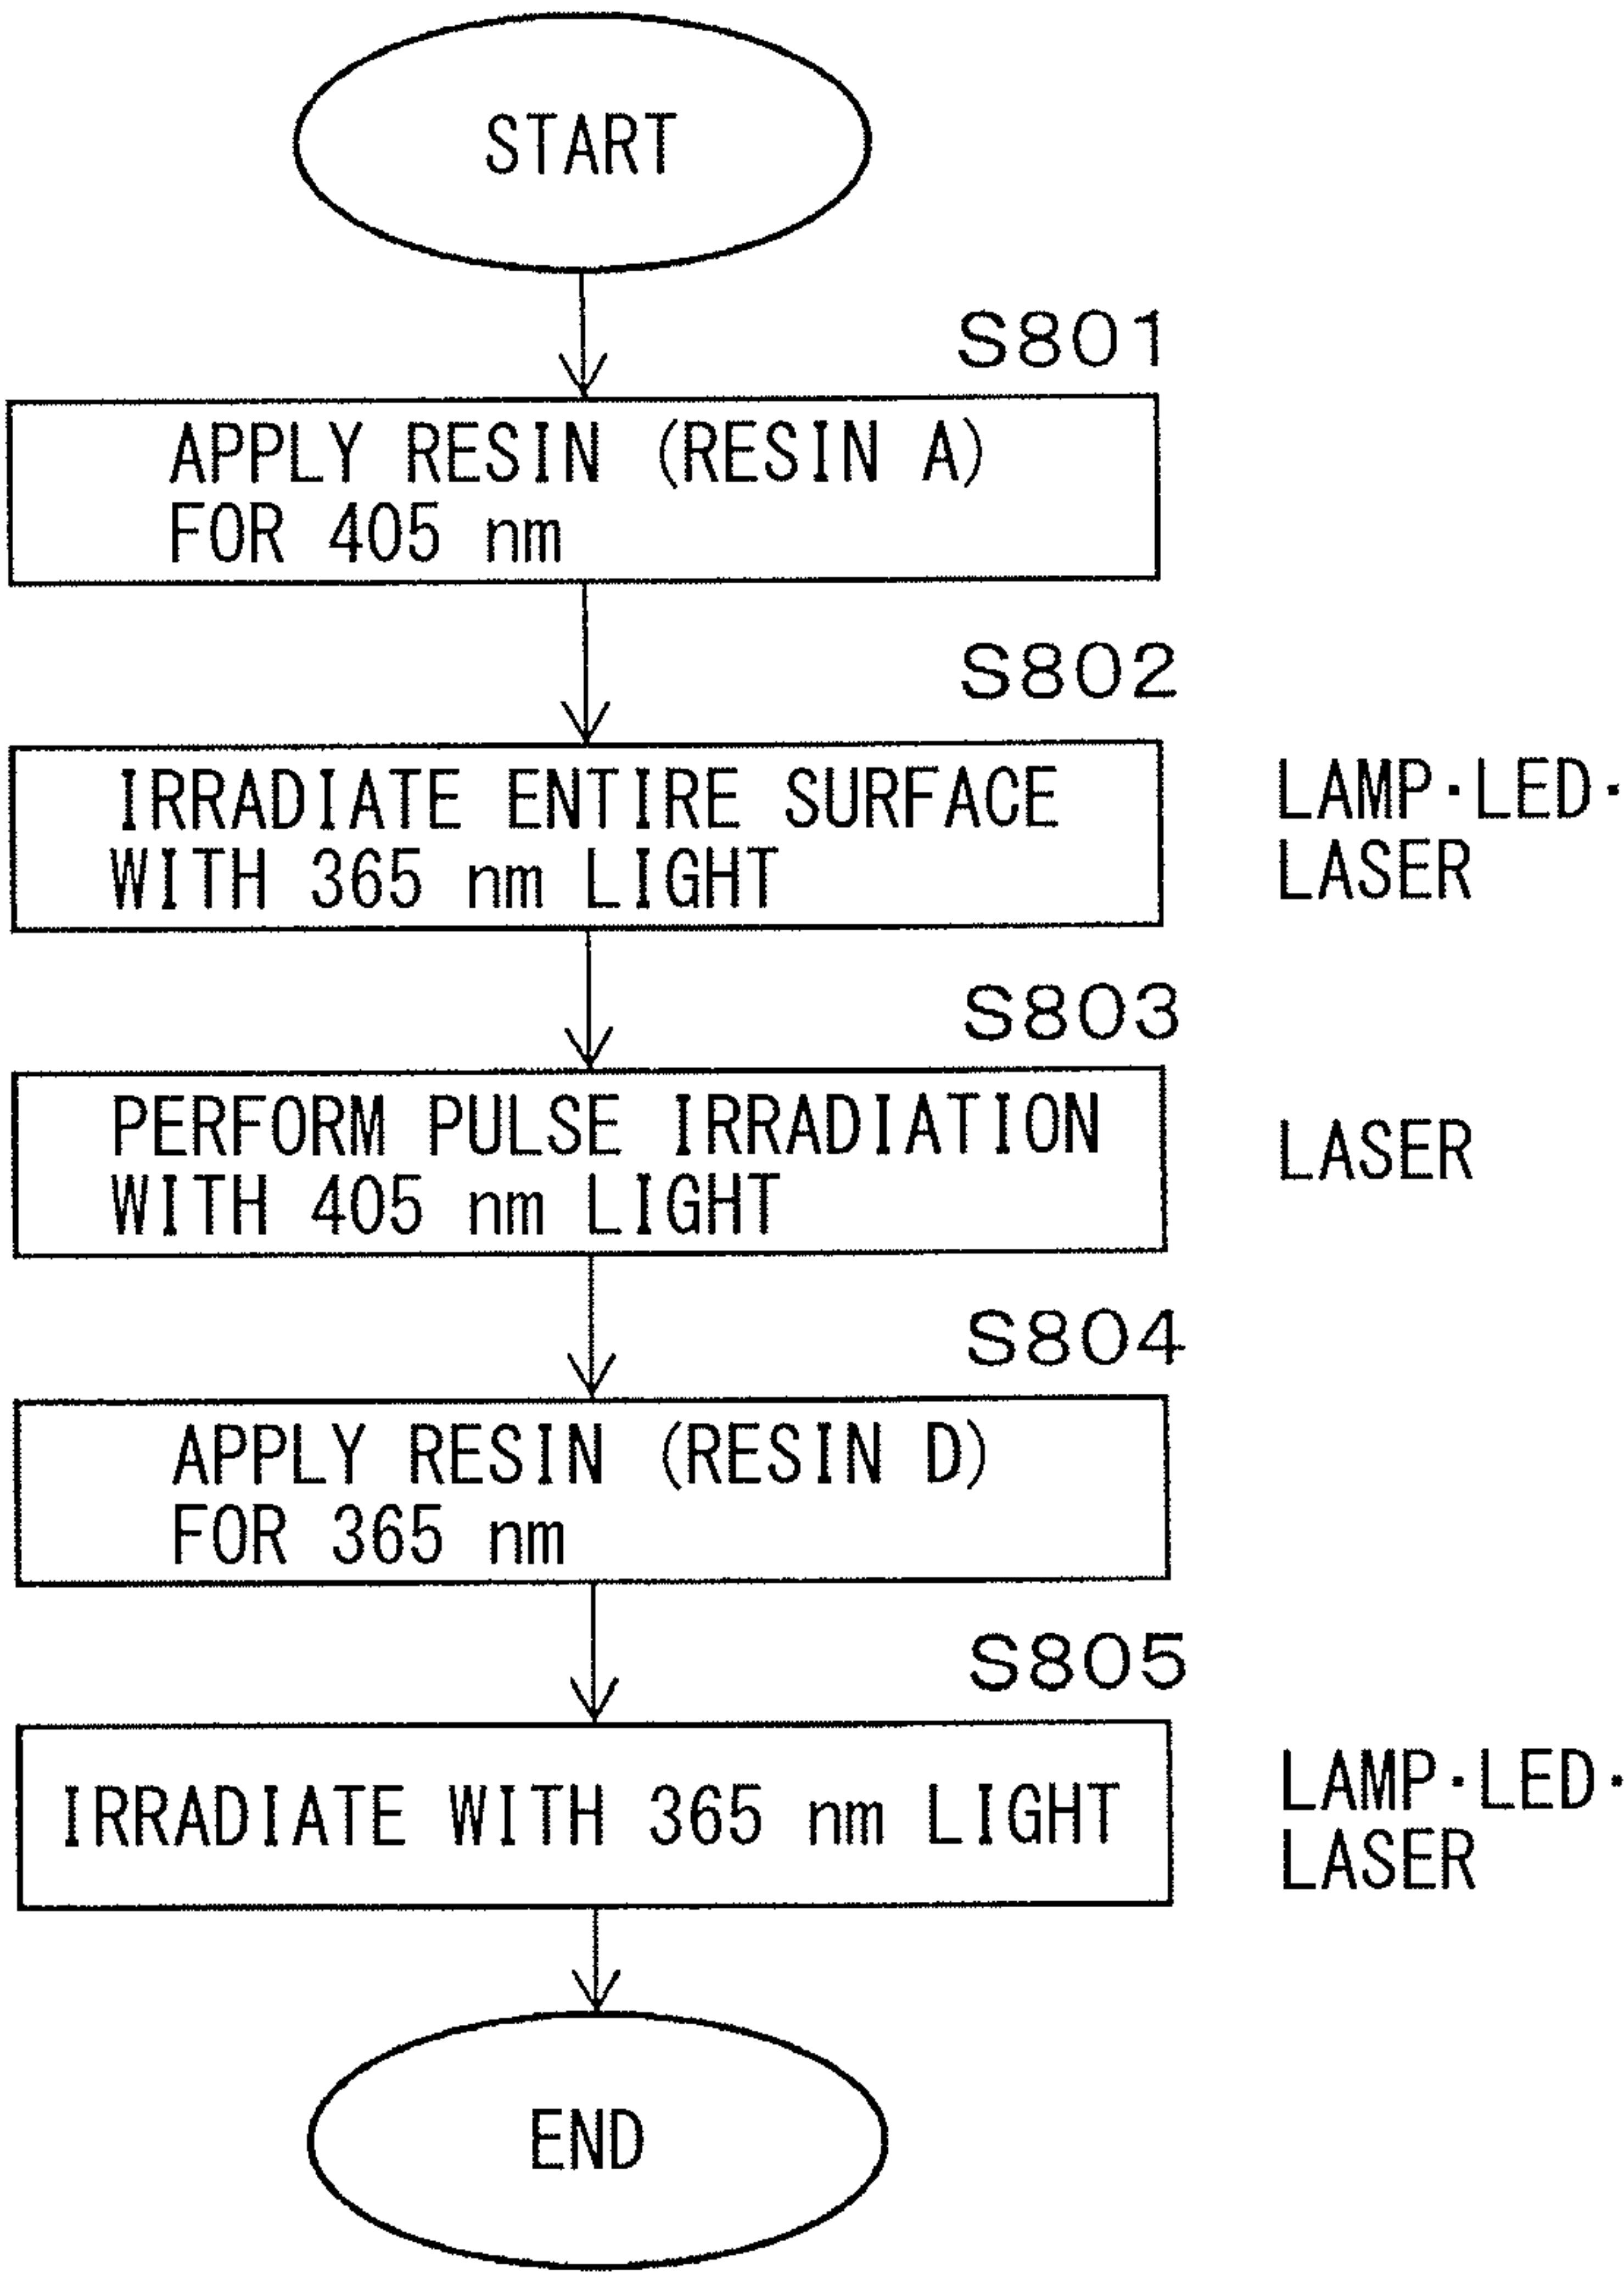 START
S801
APPLY RESIN (RESIN A)
FOR 405 nm
S802
IRRADIATE ENTIRE SURFACE
WITH 365 nm LIGHT
LAMP·LED·
LASER
S803
PERFORM PULSE IRRADIATION
WITH 405 nm LIGHT
LASER
S804
APPLY RESIN (RESIN D)
FOR 365 nm
S805
IRRADIATE WITH 365 nm LIGHT
LAMP·LED·
LASER
END